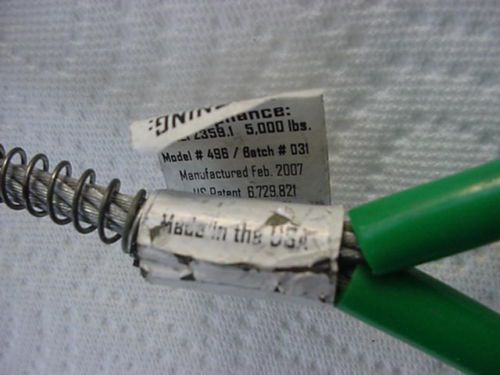 Z359.1 5,000 lbs.
Model # 496 / Batch # 031
Manufactured Feb. 2007
US Patent 6,729,821
Made in the USA